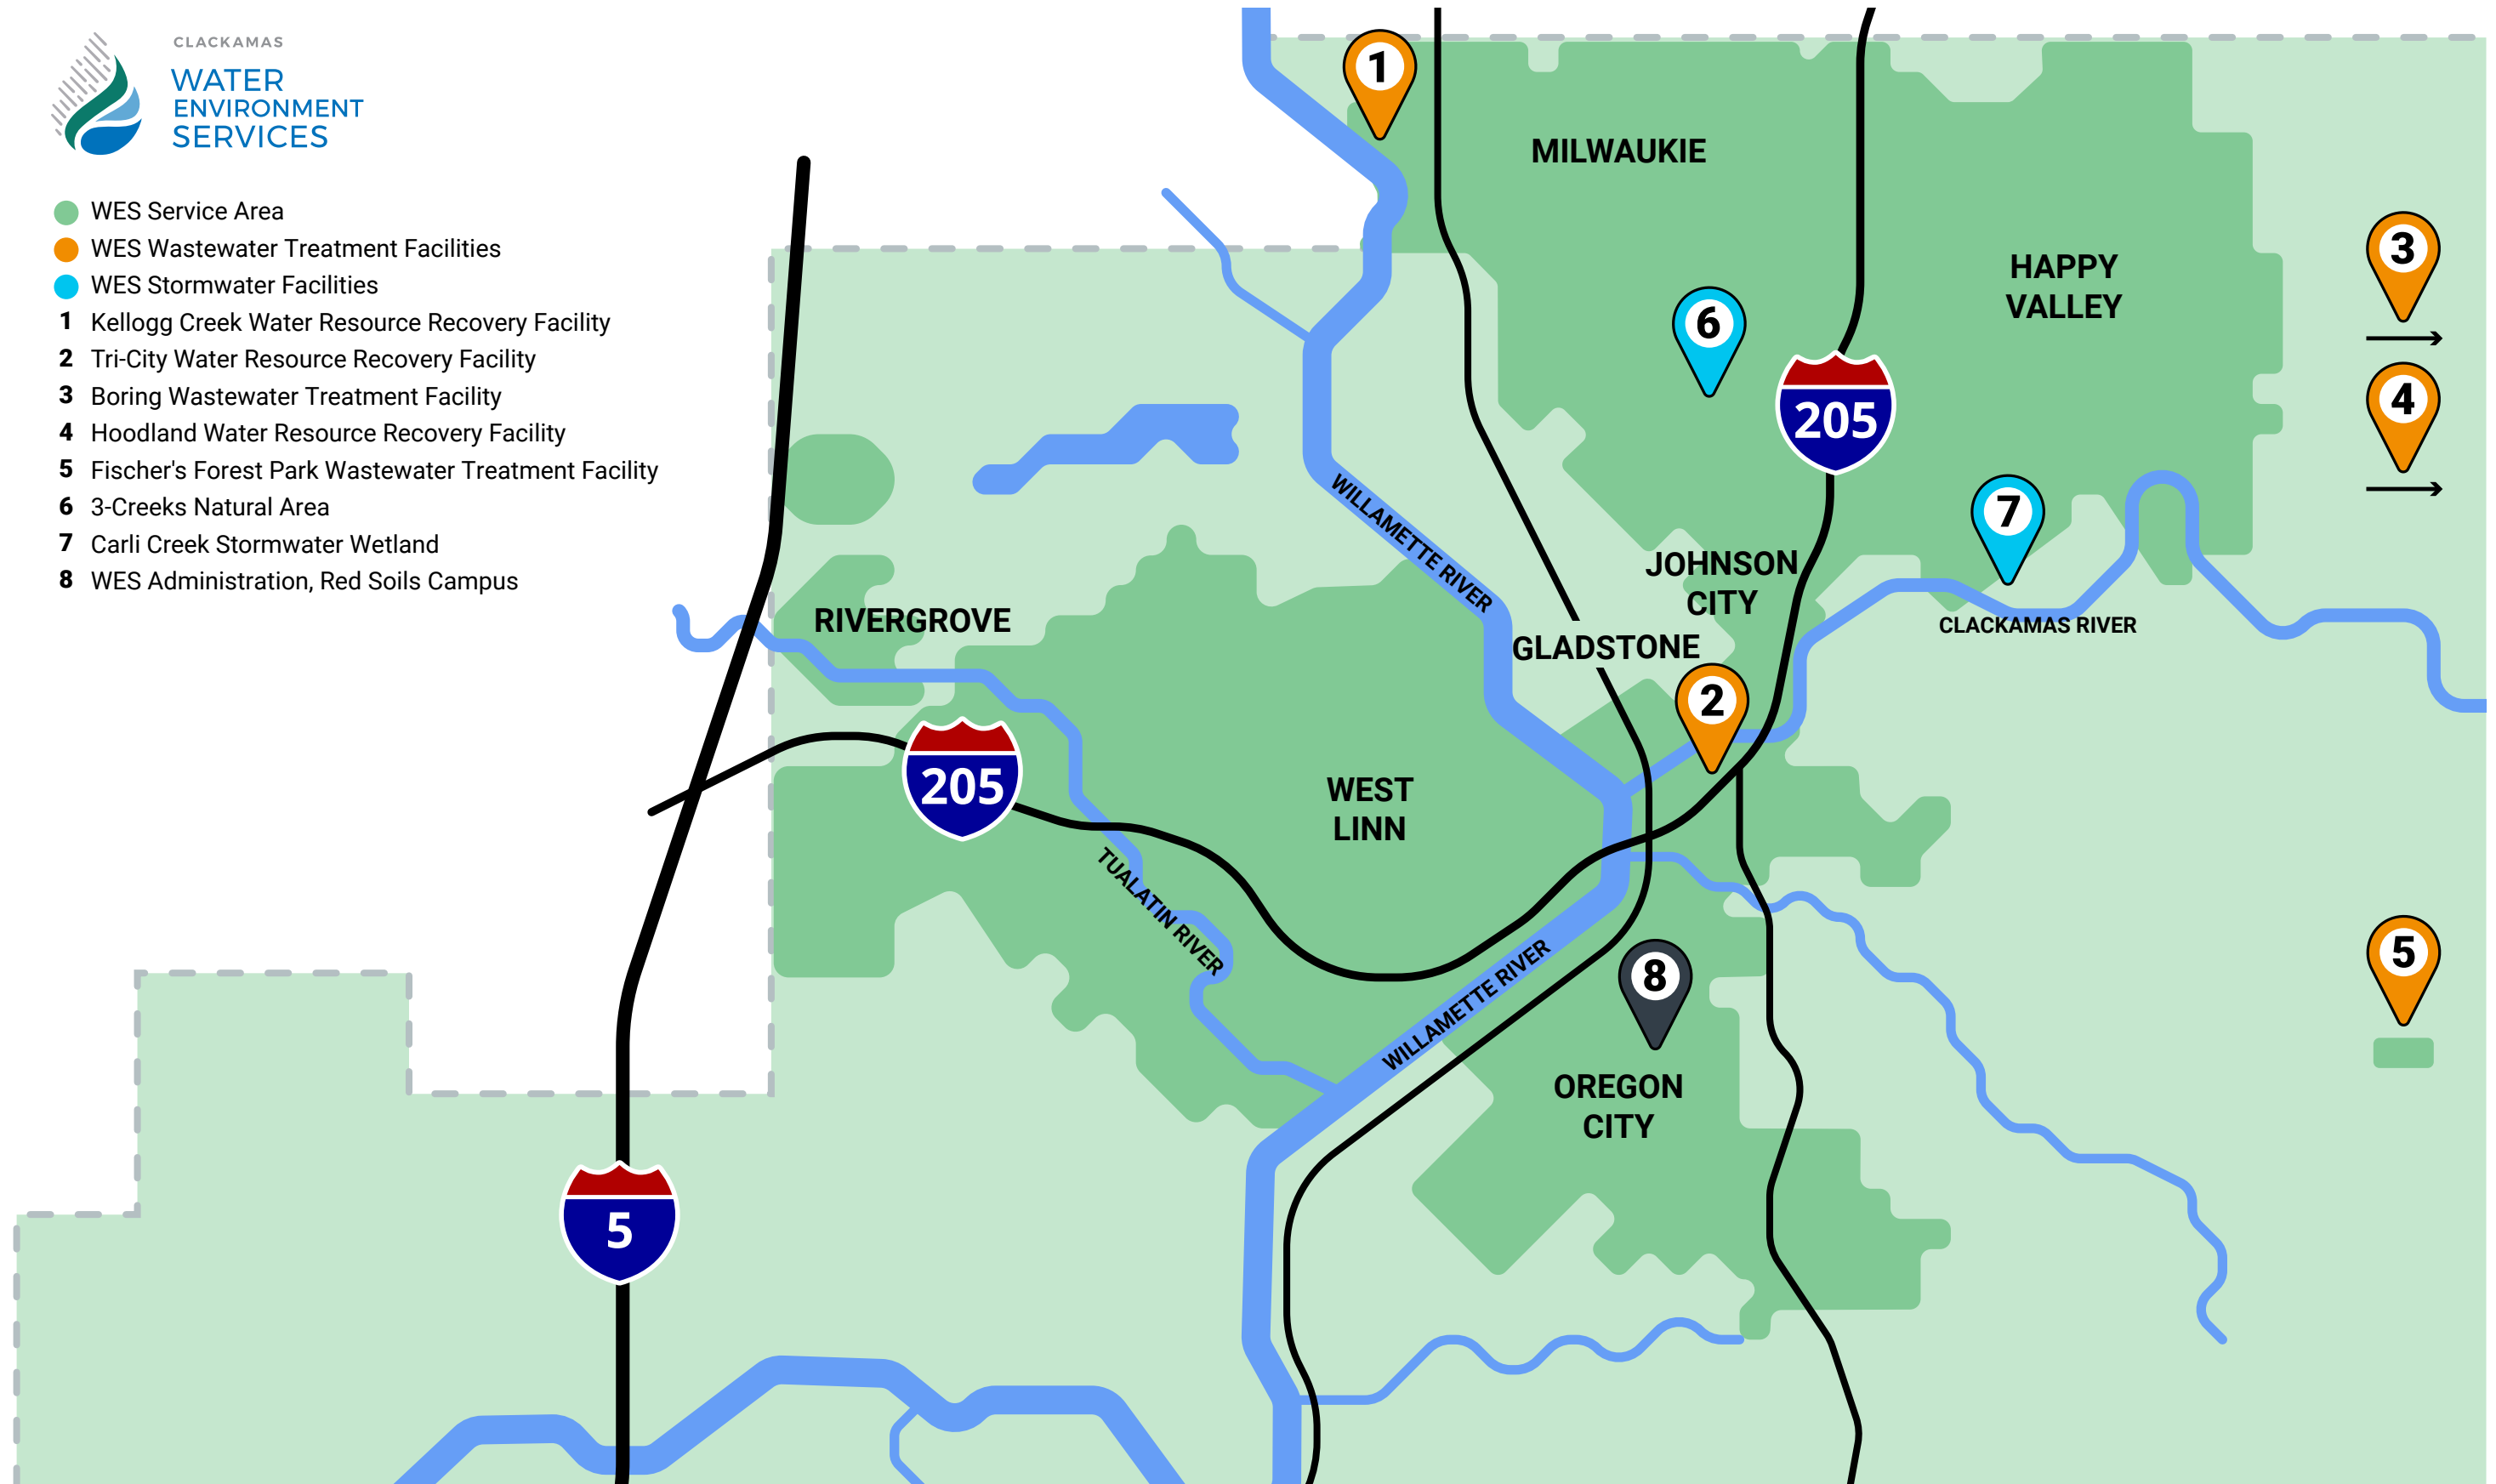 CLACKAMAS
WATER
ENVIRONMENT
SERVICES
WES Service Area
WES Wastewater Treatment Facilities
WES Stormwater Facilities
1 Kellogg Creek Water Resource Recovery Facility
2 Tri-City Water Resource Recovery Facility
3 Boring Wastewater Treatment Facility
4 Hoodland Water Resource Recovery Facility
5 Fischer's Forest Park Wastewater Treatment Facility
6 3-Creeks Natural Area
7 Carli Creek Stormwater Wetland
8 WES Administration, Red Soils Campus
1
MILWAUKIE
3
HAPPY
VALLEY
6
4
205
WILLAMETTE RIVER
7
JOHNSON
CITY
RIVERGROVE
CLACKAMAS RIVER
GLADSTONE
2
205
WEST
LINN
TUALATIN RIVER
WILLAMETTE RIVER
8
5
OREGON
CITY
5